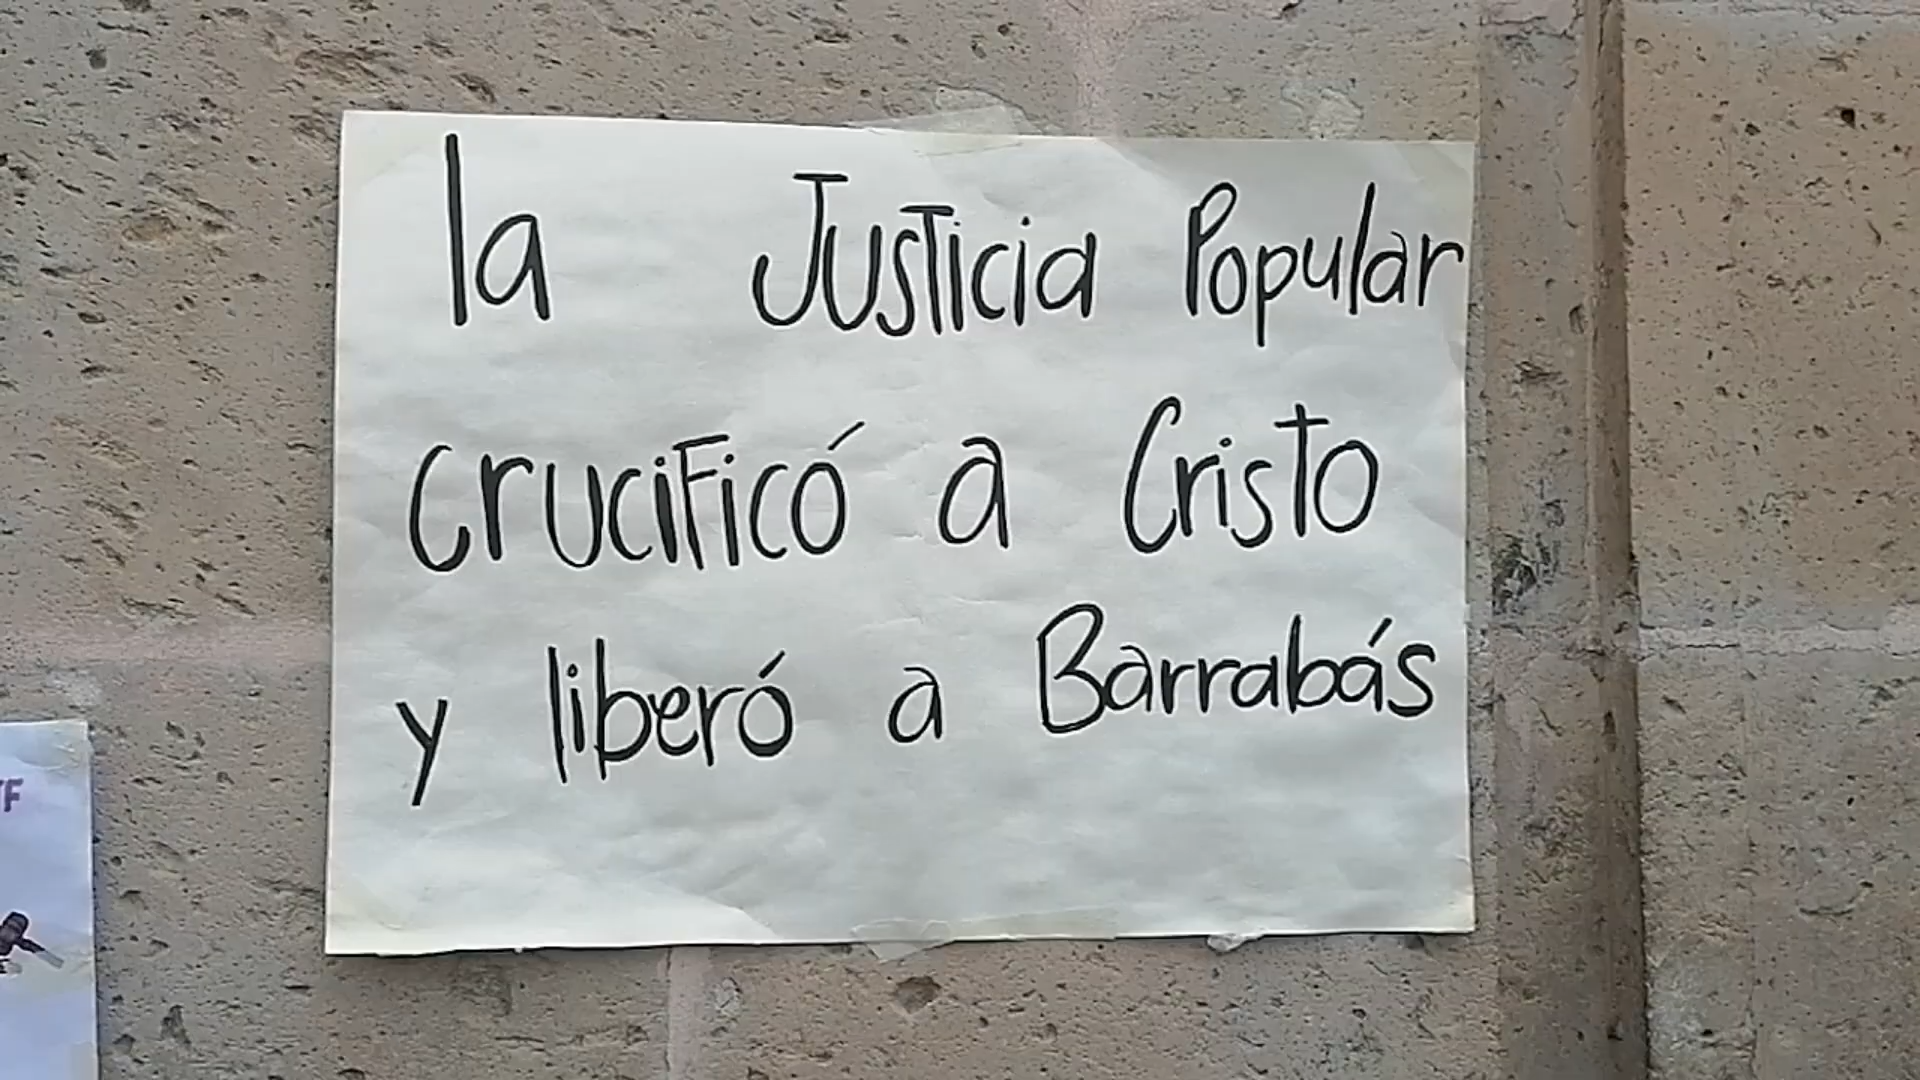 la Justicia Popular
crucificó a Cristo
y liberó a Barrabás